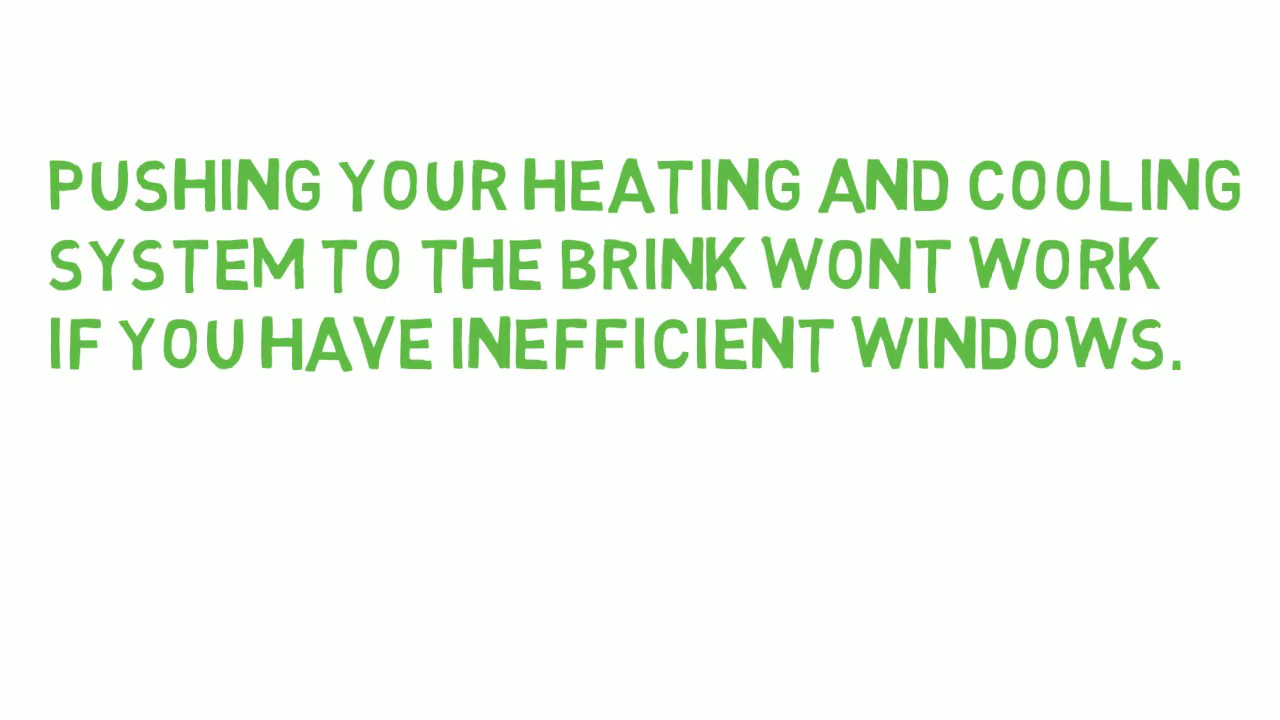 PUSHING YOUR HEATING AND COOLING
SYSTEM TO THE BRINK WONT WORK
IF YOU HAVE INEFFICIENT WINDOWS.